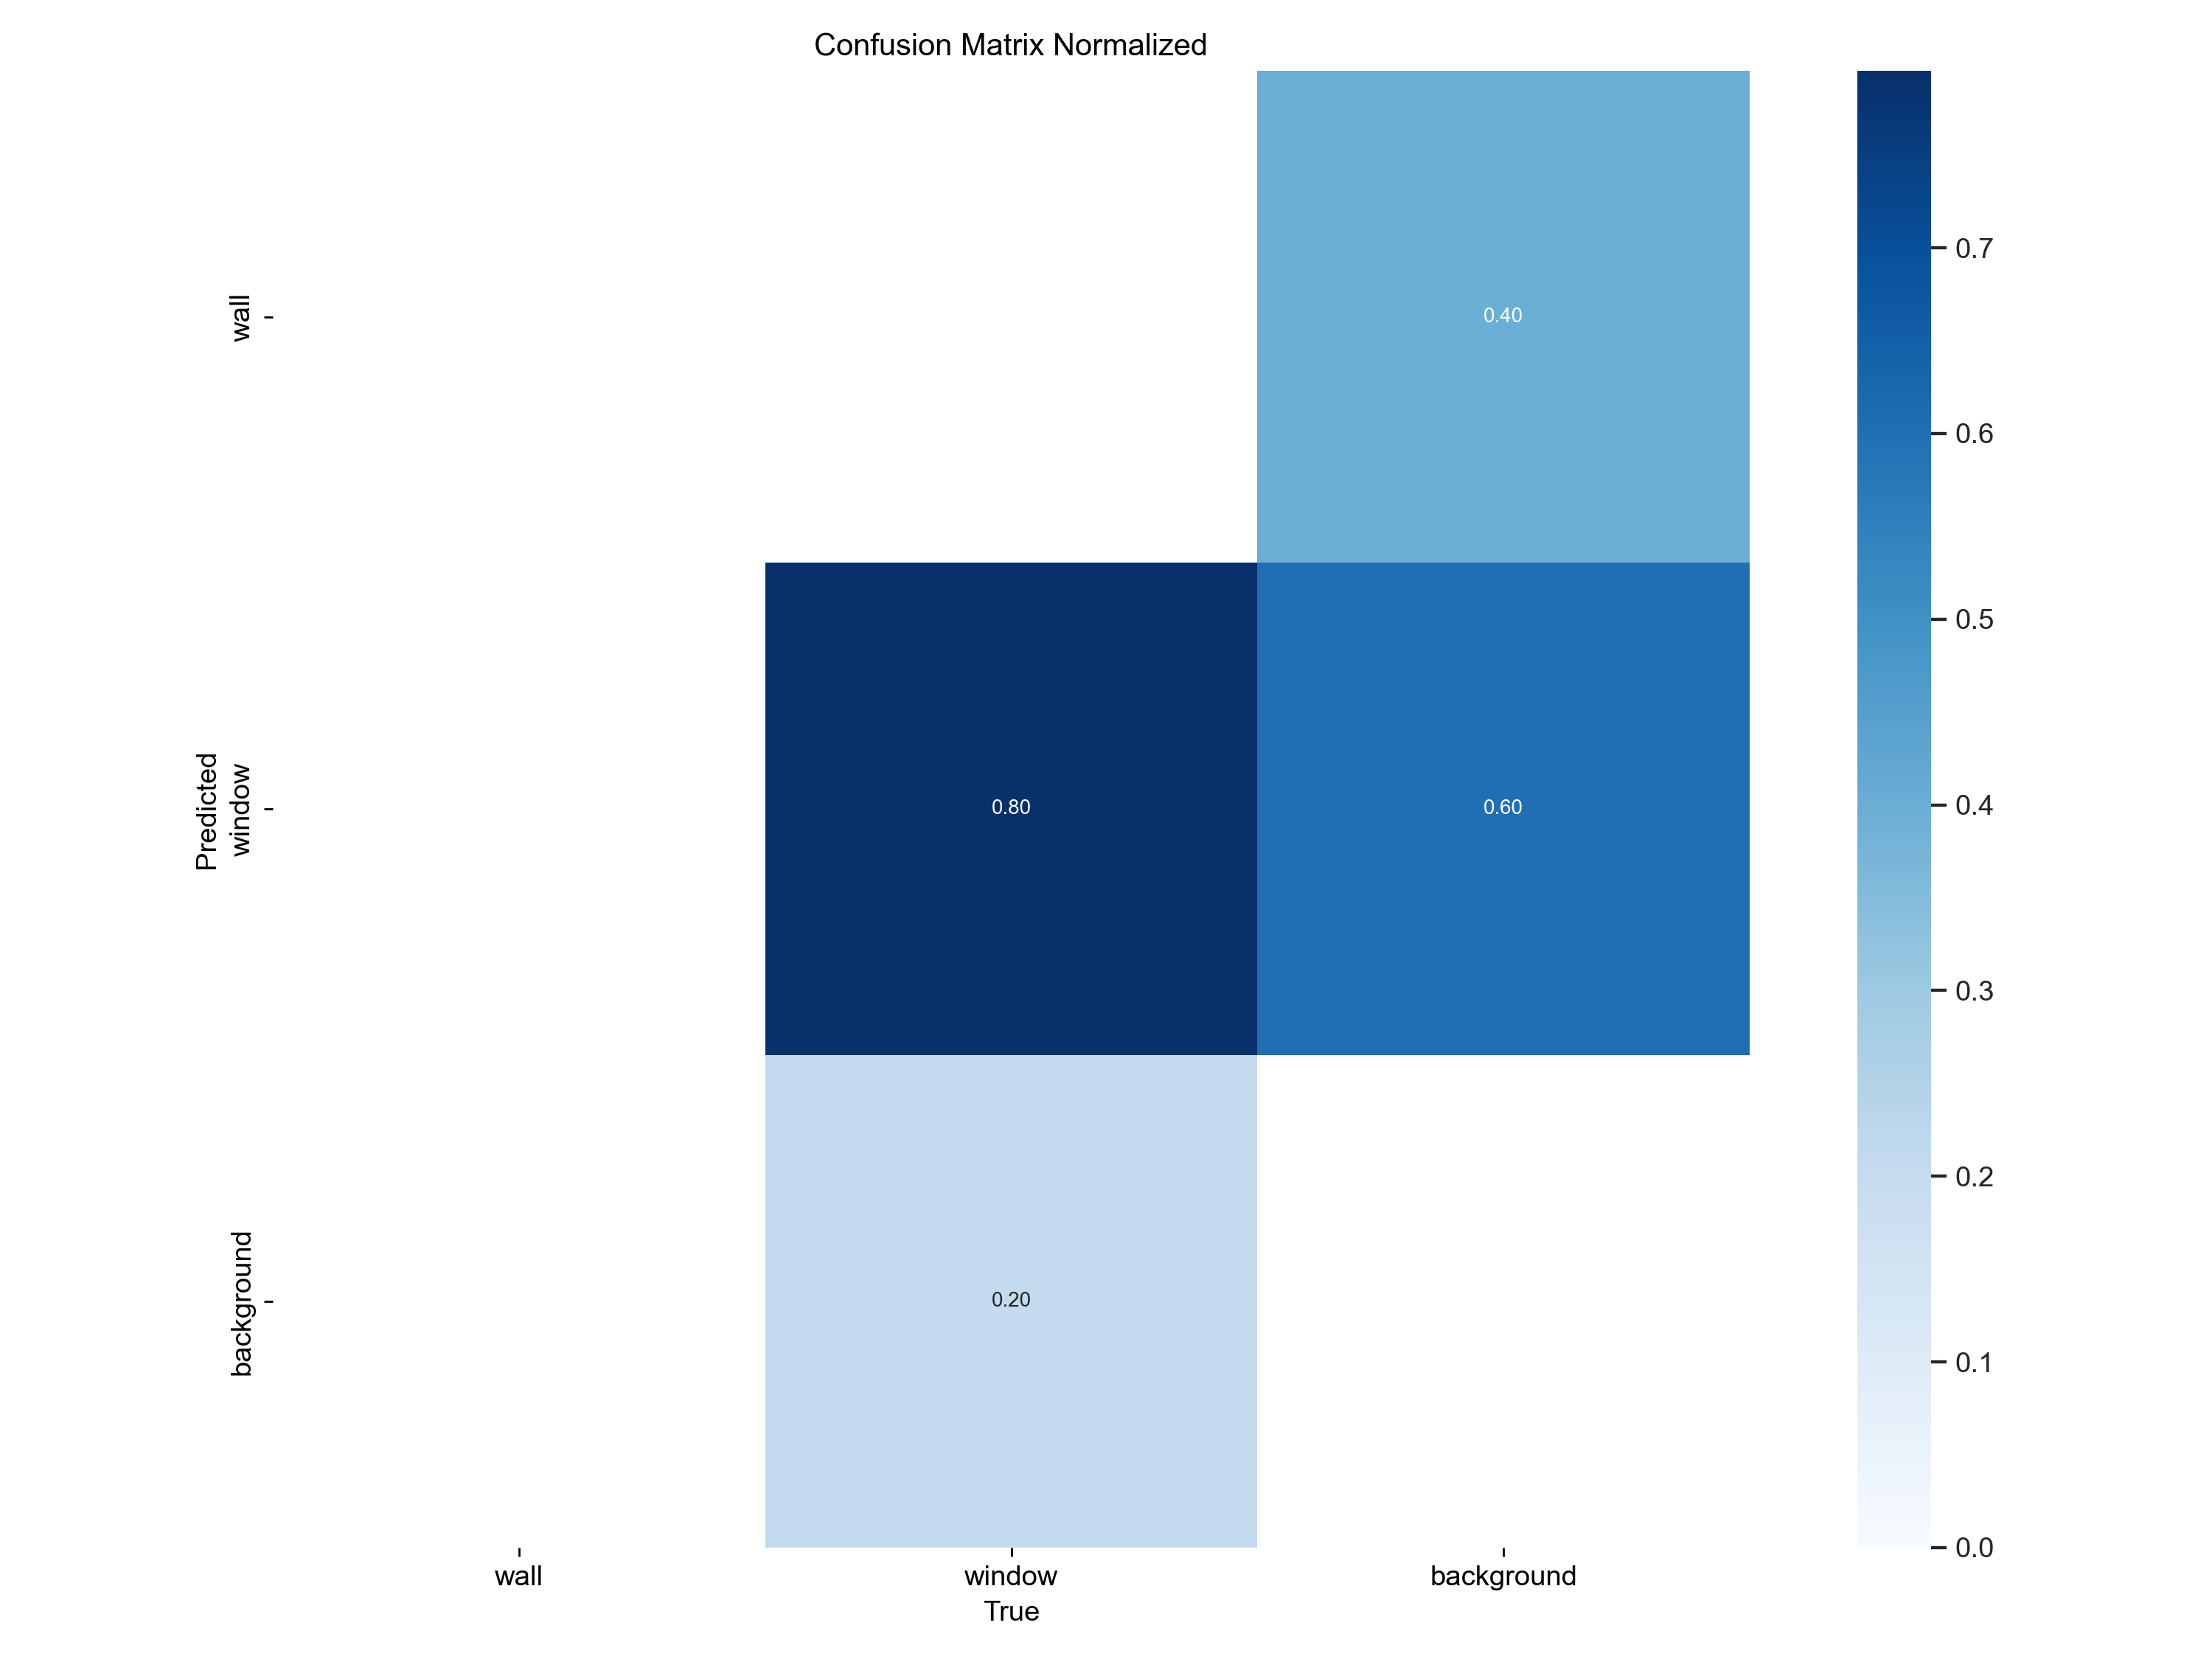 Confusion Matrix Normalized
wall
0.40
0.7
0.6
0.5
Predicted
window
0.80
0.60
0.4
0.3
background
0.20
0.2
0.1
0.0
wall
window
background
True